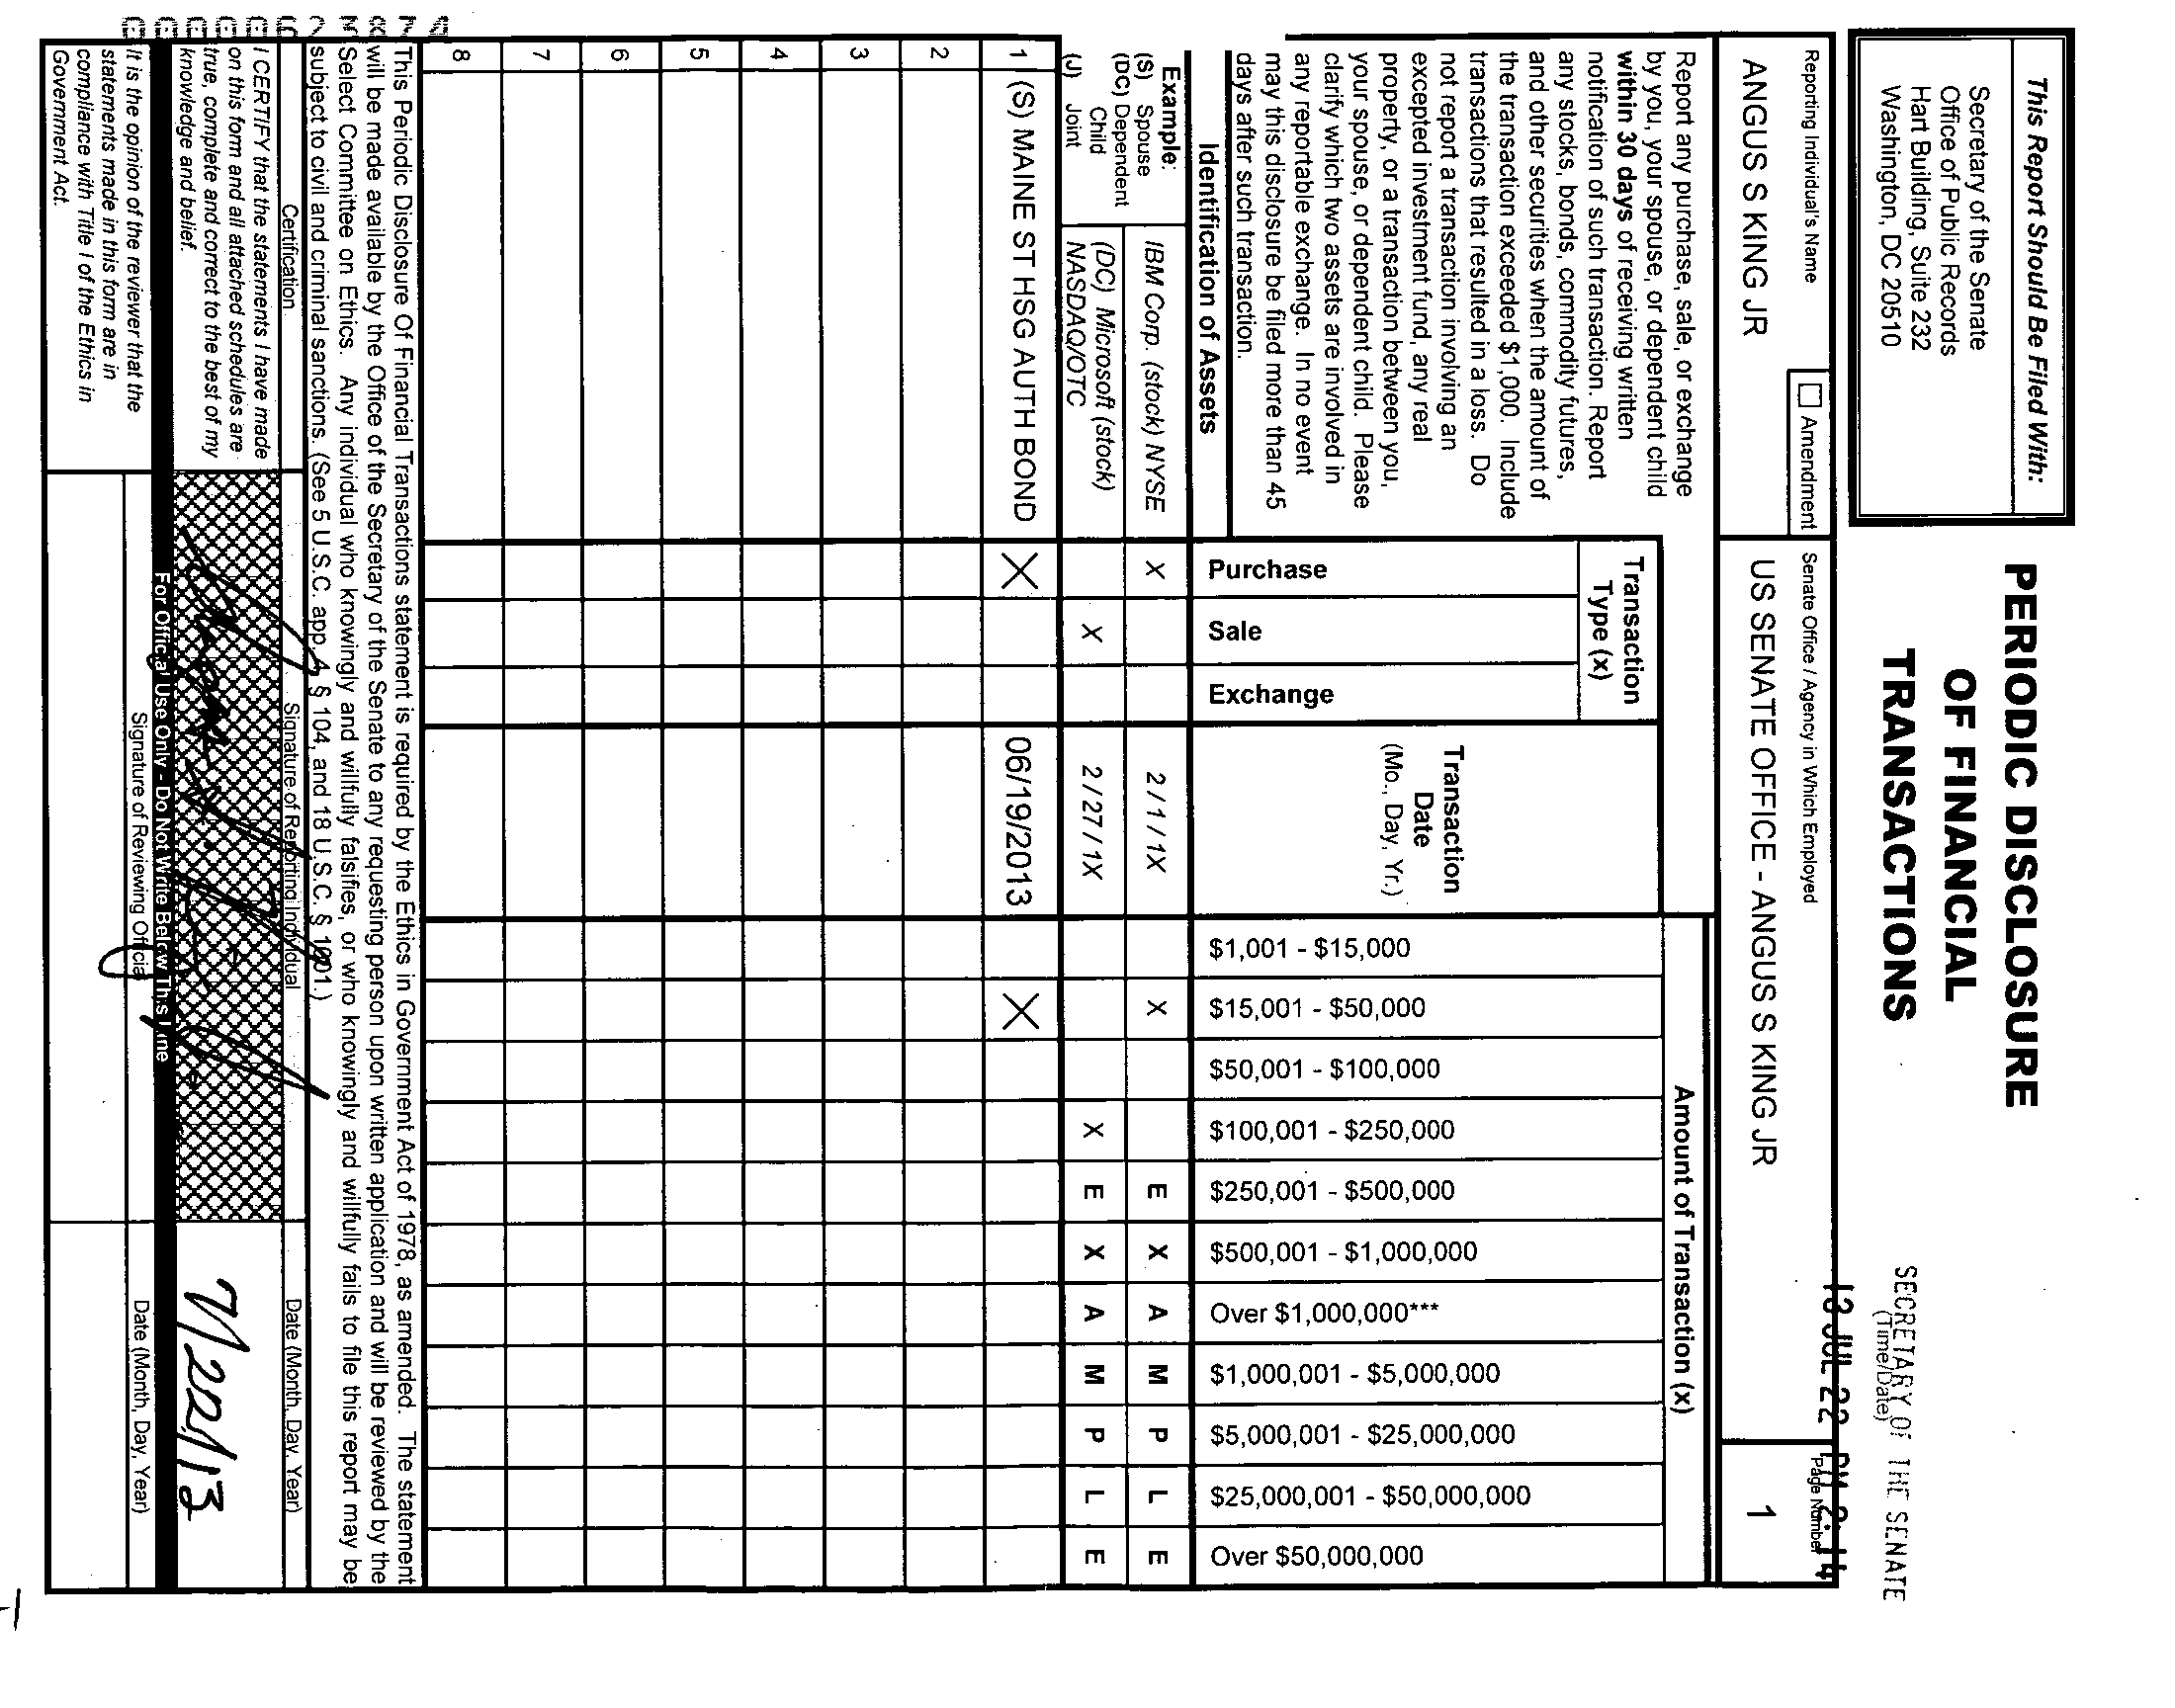 This Report Should Be Filed With:
Secretary of the Senate
Office of Public Records
Hart Building, Suite 232
Washington, DC 20510
PERIODIC DISCLOSURE
OF FINANCIAL
TRANSACTIONS
SECRETARY OF THE SENATE
(Time/Date)
13 JUL 22 PM 2:14
Reporting Individual's Name
☐ Amendment
Senate Office / Agency in Which Employed
Page Number
ANGUS S KING JR
US SENATE OFFICE - ANGUS S KING JR
1
Report any purchase, sale, or exchange
by you, your spouse, or dependent child
within 30 days of receiving written
notification of such transaction. Report
any stocks, bonds, commodity futures,
and other securities when the amount of
the transaction exceeded $1,000. Include
transactions that resulted in a loss. Do
not report a transaction involving an
excepted investment fund, any real
property, or a transaction between you,
your spouse, or dependent child. Please
clarify which two assets are involved in
any reportable exchange. In no event
may this disclosure be filed more than 45
days after such transaction.
Identification of Assets
Transaction
Type (x)
Purchase
Sale
Exchange
Transaction
Date
(Mo., Day, Yr.)
Amount of Transaction (x)
$1,001 - $15,000
$15,001 - $50,000
$50,001 - $100,000
$100,001 - $250,000
$250,001 - $500,000
$500,001 - $1,000,000
Over $1,000,000***
$1,000,001 - $5,000,000
$5,000,001 - $25,000,000
$25,000,001 - $50,000,000
Over $50,000,000
Example:
(S) Spouse
(DC) Dependent
Child
(J) Joint
IBM Corp. (stock) NYSE X 2/1/1X X E X A M P L E
(DC) Microsoft (stock)
NASDAQ/OTC X 2/27/1X X E X A M P L E
1 (S) MAINE ST HSG AUTH BOND X 06/19/2013 X
2
3
4
5
6
7
8
This Periodic Disclosure Of Financial Transactions statement is required by the Ethics in Government Act of 1978, as amended. The statement
will be made available by the Office of the Secretary of the Senate to any requesting person upon written application and will be reviewed by the
Select Committee on Ethics. Any individual who knowingly and willfully falsifies, or who knowingly and willfully fails to file this report may be
subject to civil and criminal sanctions. (See 5 U.S.C. app. 4, § 104, and 18 U.S.C. § 1001.)
Certification
Signature of Reporting Individual
Date (Month, Day, Year)
I CERTIFY that the statements I have made
on this form and all attached schedules are
true, complete and correct to the best of my
knowledge and belief.
7/22/13
For Official Use Only - Do Not Write Below This Line
It is the opinion of the reviewer that the
statements made in this form are in
compliance with Title I of the Ethics in
Government Act.
Signature of Reviewing Official
Date (Month, Day, Year)